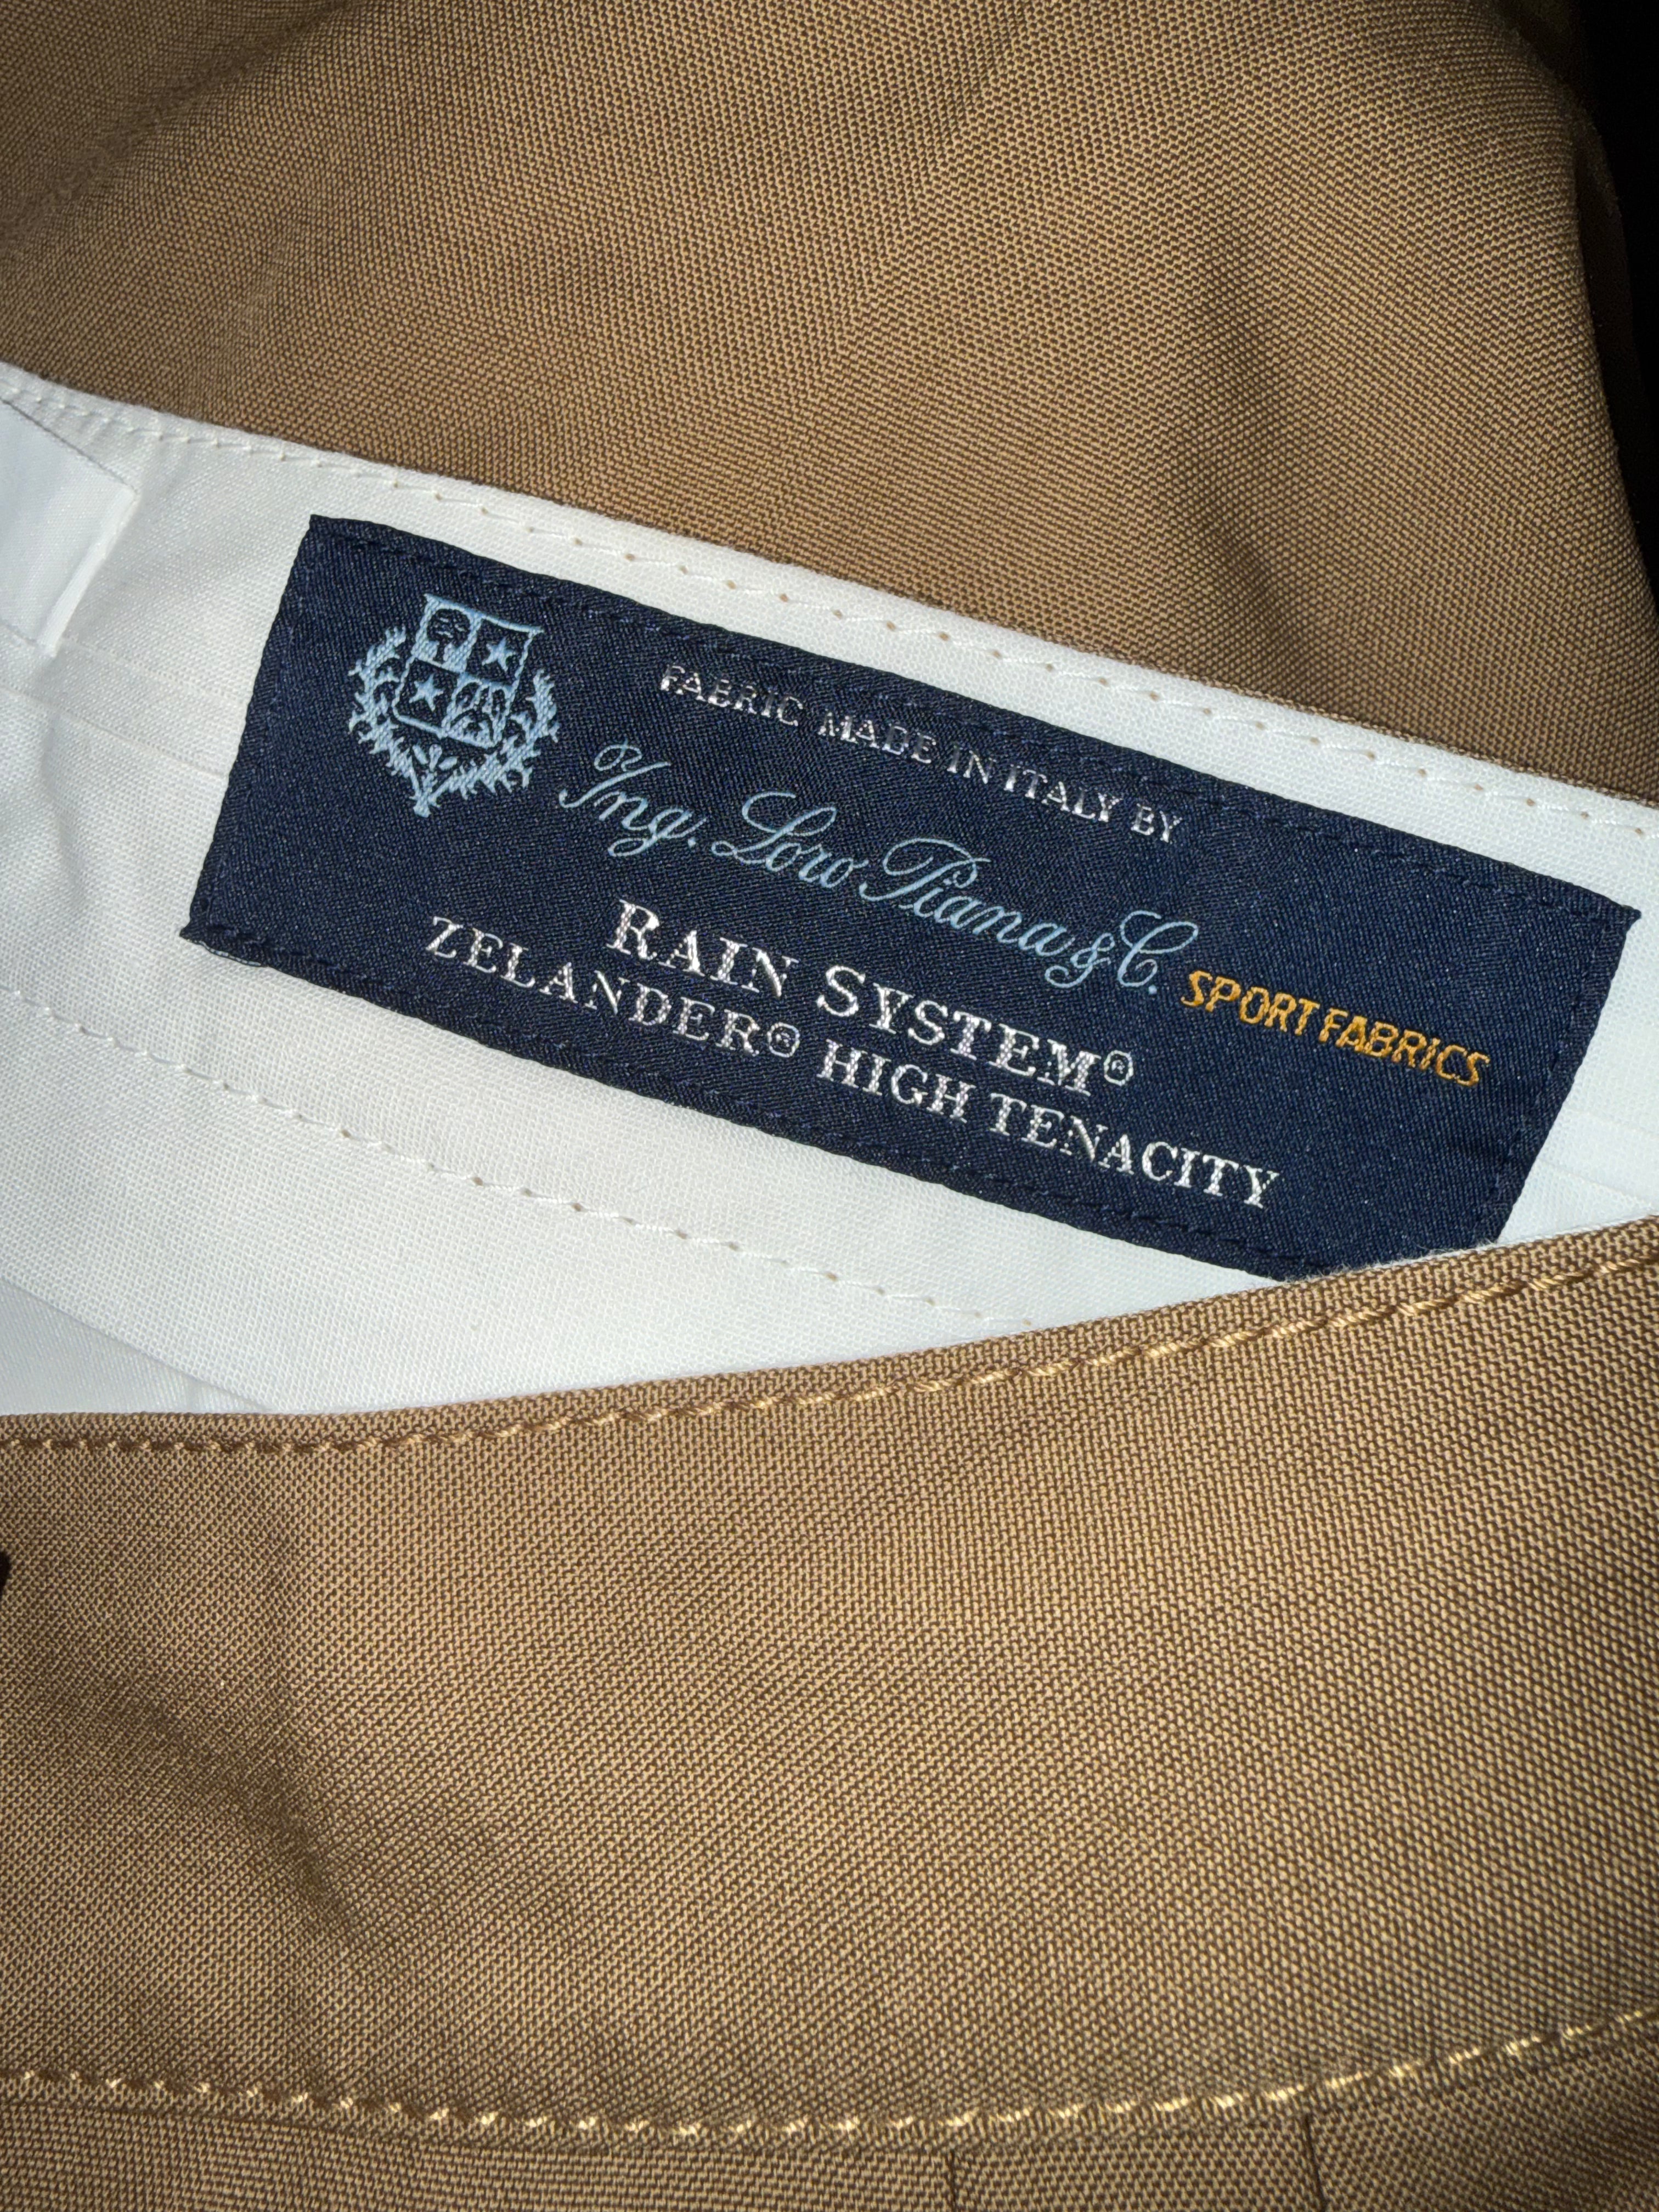 FABRIC MADE IN ITALY BY
Ing. Loro Piana & C. SPORT FABRICS
RAIN SYSTEM®
ZELANDER® HIGH TENACITY